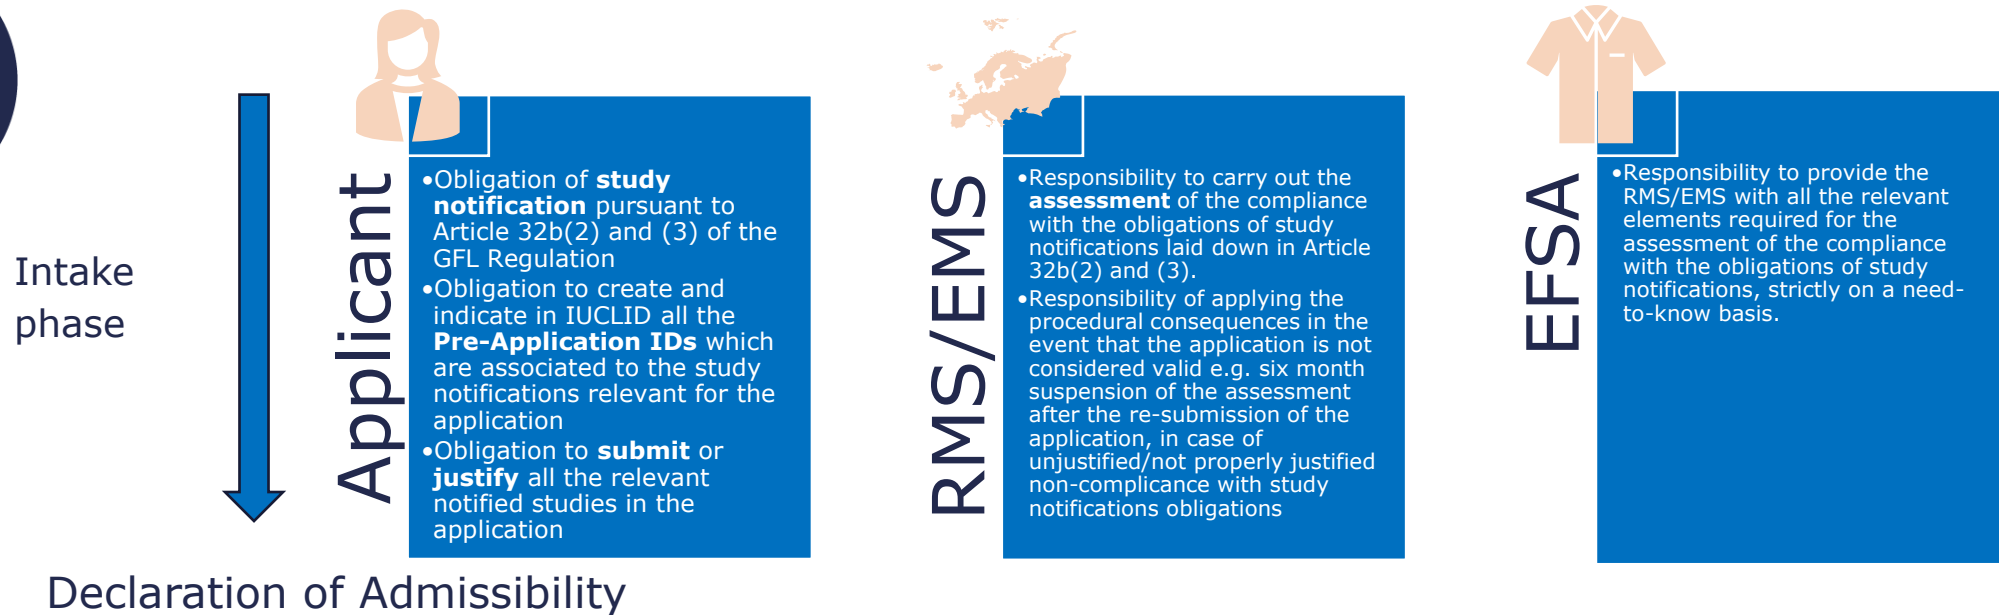 Intake
phase
Applicant
•Obligation of study
notification pursuant to
Article 32b(2) and (3) of the
GFL Regulation
•Obligation to create and
indicate in IUCLID all the
Pre-Application IDs which
are associated to the study
notifications relevant for the
application
•Obligation to submit or
justify all the relevant
notified studies in the
application
RMS/EMS
•Responsibility to carry out the
assessment of the compliance
with the obligations of study
notifications laid down in Article
32b(2) and (3).
•Responsibility of applying the
procedural consequences in the
event that the application is not
considered valid e.g. six month
suspension of the assessment
after the re-submission of the
application, in case of
unjustified/not properly justified
non-complicance with study
notifications obligations
EFSA
•Responsibility to provide the
RMS/EMS with all the relevant
elements required for the
assessment of the compliance
with the obligations of study
notifications, strictly on a need-
to-know basis.
Declaration of Admissibility